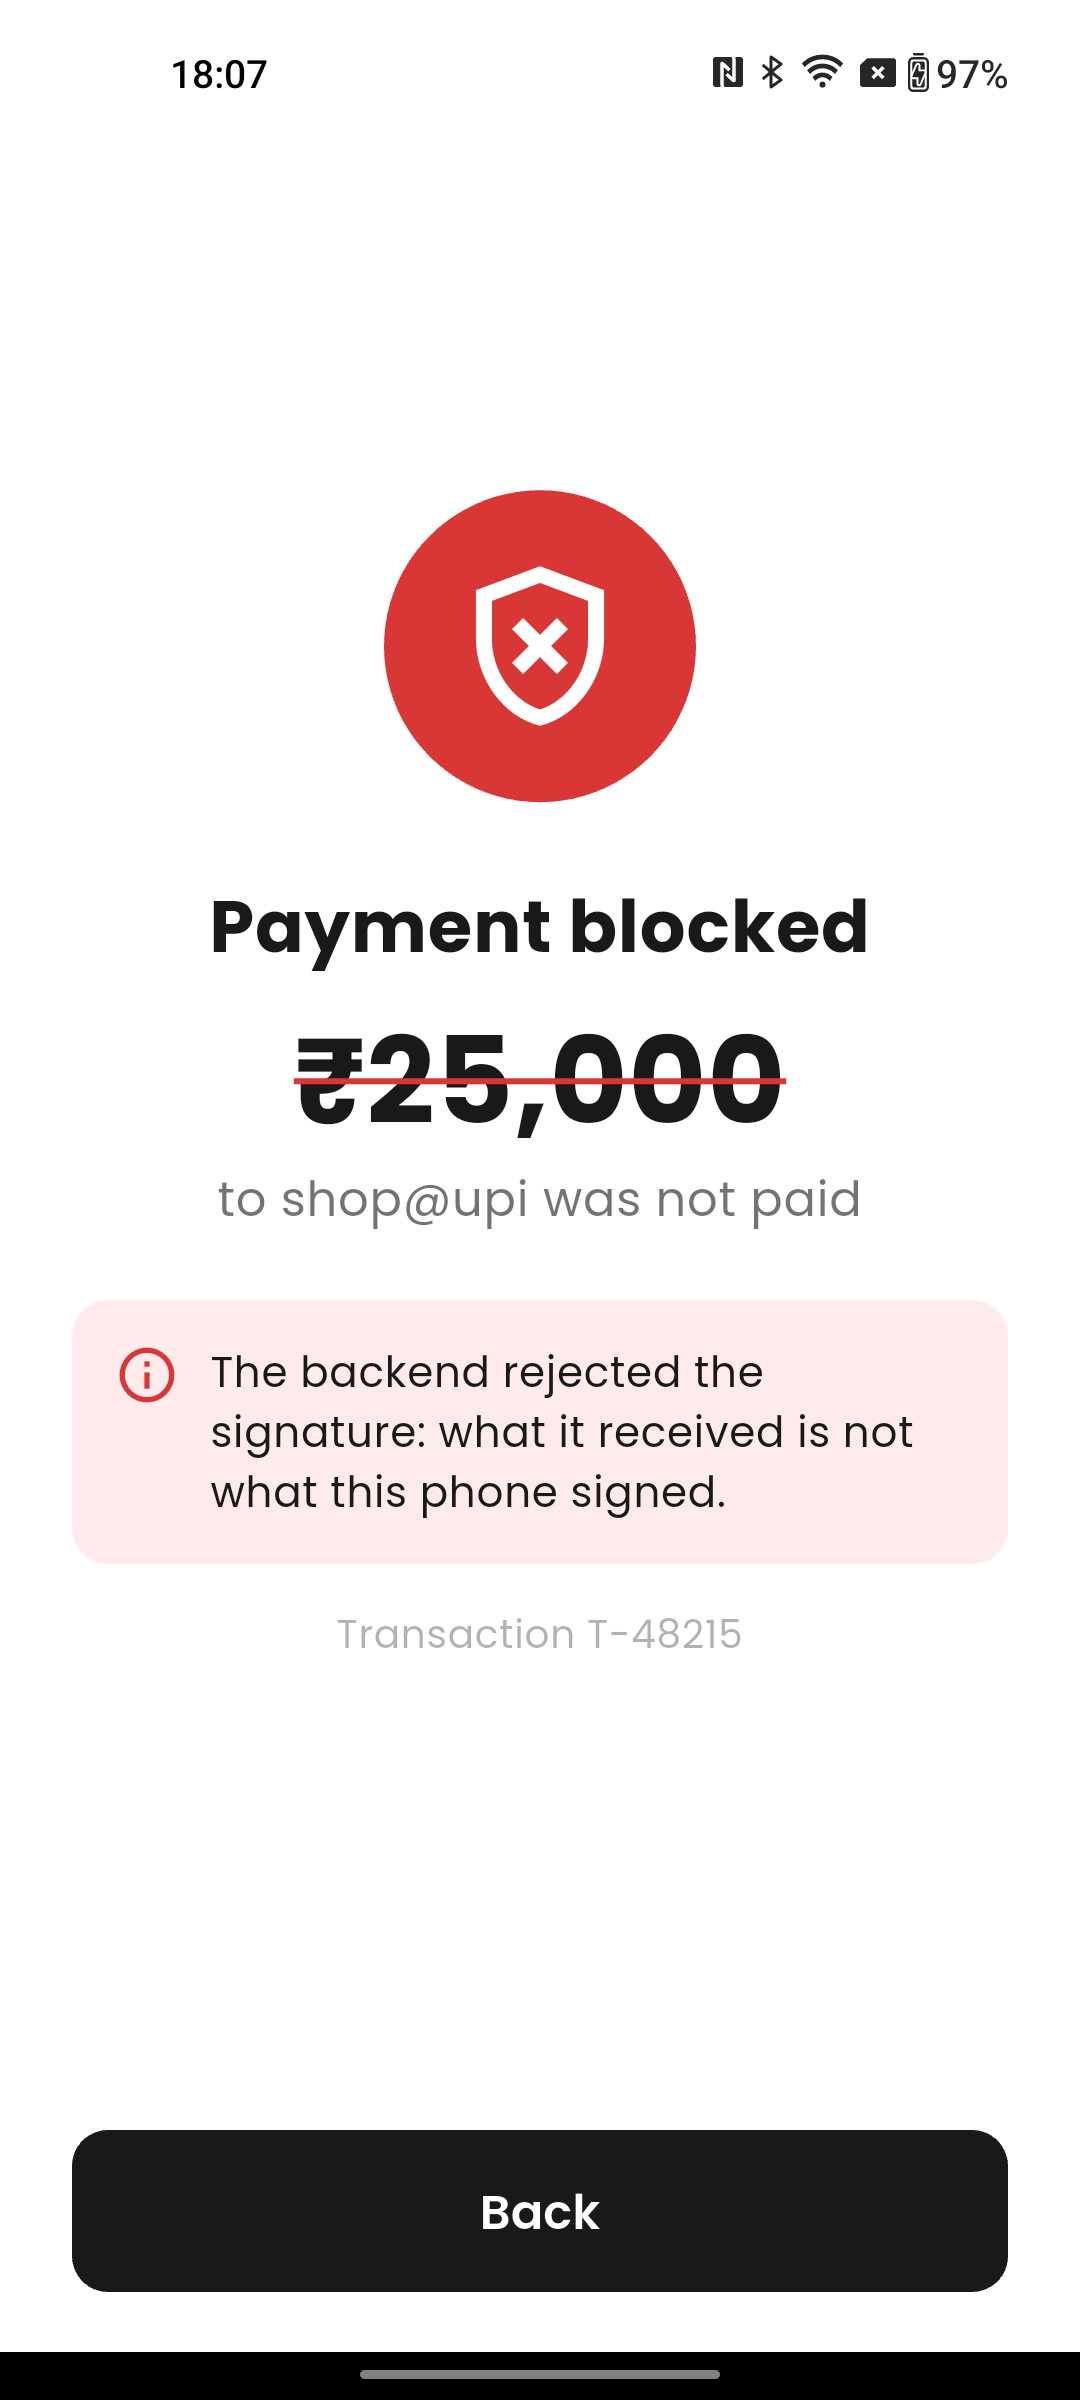 18:07
97%
Payment blocked
₹25,000
to shop@upi was not paid
The backend rejected the
signature: what it received is not
what this phone signed.
Transaction T-48215
Back